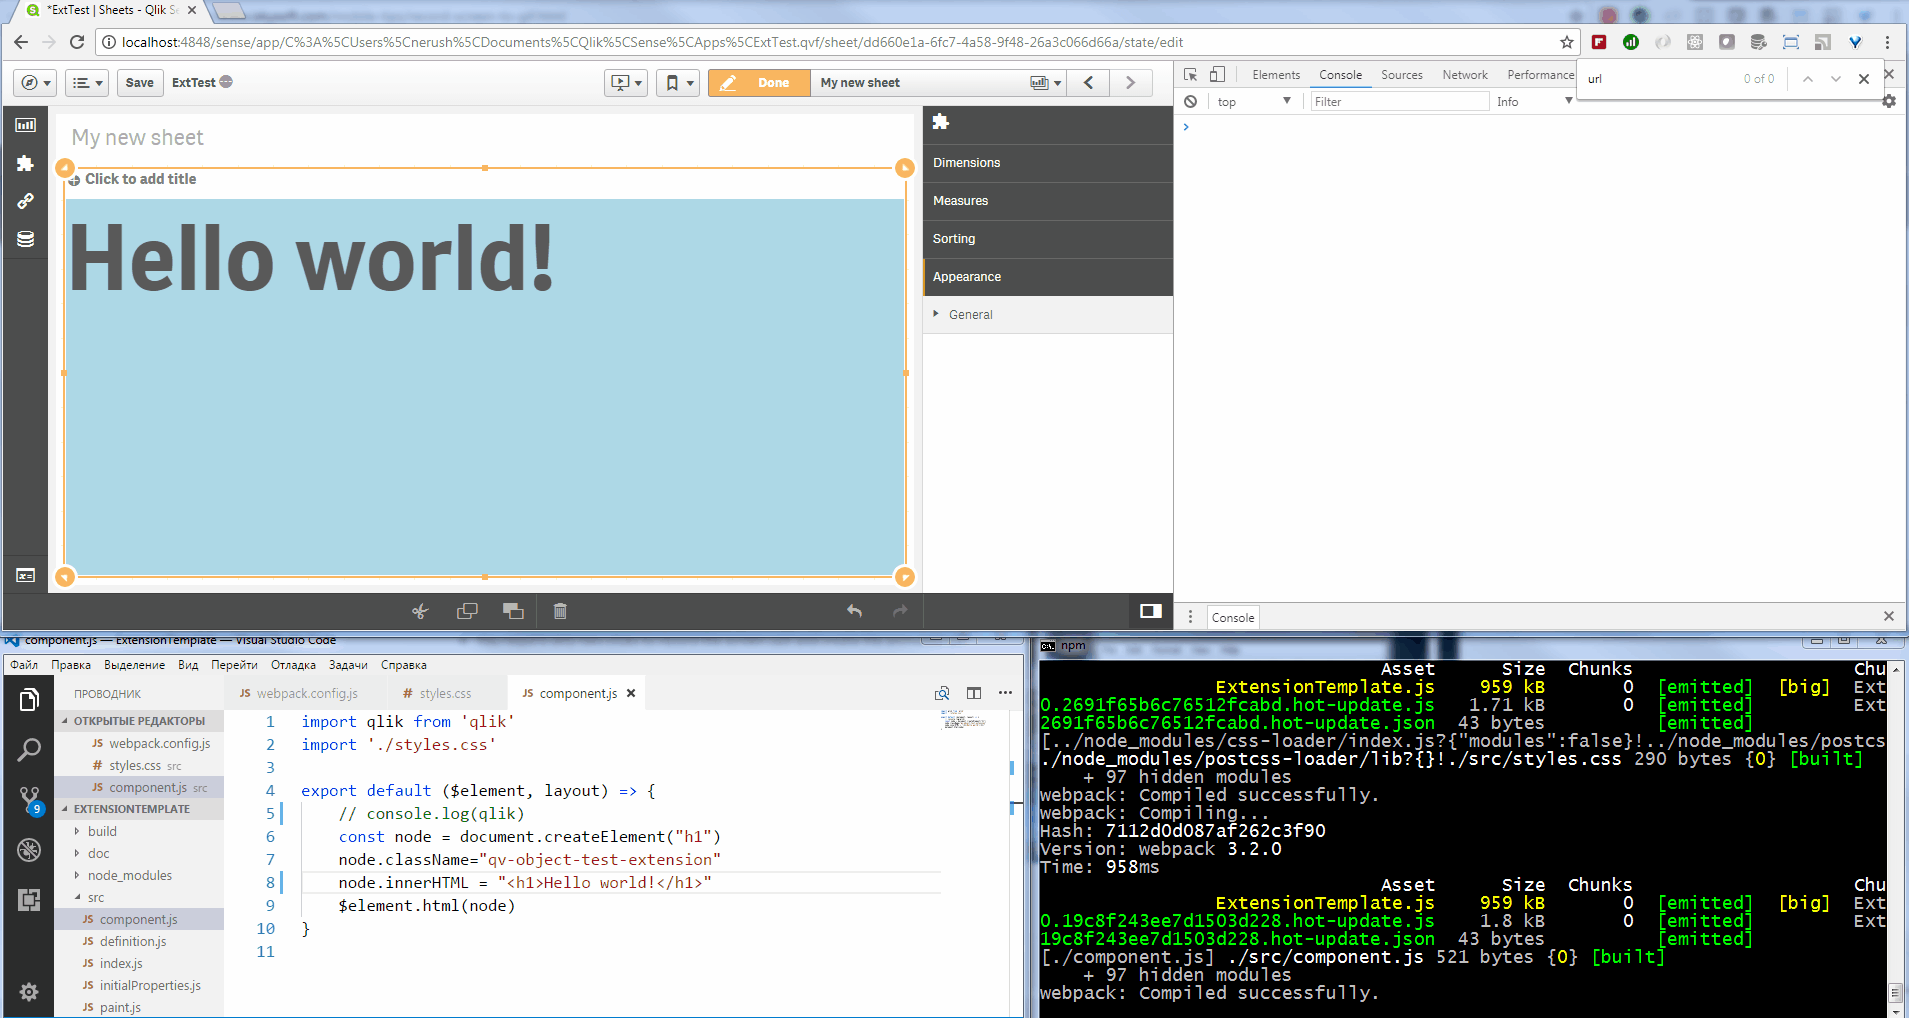 *ExtTest | Sheets - Qlik Se
localhost:4848/sense/app/C%3A%5CUsers%5Cnerush%5CDocuments%5CQlik%5CSense%5CApps%5CExtTest.qvf/sheet/dd660e1a-6fc7-4a58-9f48-26a3c066d66a/state/edit
Save ExtTest
Done My new sheet
My new sheet
Click to add title
Hello world!
Dimensions
Measures
Sorting
Appearance
General
Elements Console Sources Network Performance
url 0 of 0
top Filter Info
Console
component.js — ExtensionTemplate — Visual Studio Code
Файл Правка Выделение Вид Перейти Отладка Задачи Справка
ПРОВОДНИК
ОТКРЫТЫЕ РЕДАКТОРЫ
JS webpack.config.js
# styles.css src
JS component.js src
EXTENSIONTEMPLATE
build
doc
node_modules
src
JS component.js
JS definition.js
JS index.js
JS initialProperties.js
JS paint.js
9
JS webpack.config.js # styles.css JS component.js
1 import qlik from 'qlik'
2 import './styles.css'
3
4 export default ($element, layout) => {
5 // console.log(qlik)
6 const node = document.createElement("h1")
7 node.className="qv-object-test-extension"
8 node.innerHTML = "<h1>Hello world!</h1>"
9 $element.html(node)
10 }
11
npm
Asset Size Chunks Chu
ExtensionTemplate.js 959 kB 0 [emitted] [big] Ext
0.2691f65b6c76512fcabd.hot-update.js 1.71 kB 0 [emitted] Ext
2691f65b6c76512fcabd.hot-update.json 43 bytes [emitted]
[../node_modules/css-loader/index.js?{"modules":false}!../node_modules/postcs
./node_modules/postcss-loader/lib?{}!./src/styles.css 290 bytes {0} [built]
+ 97 hidden modules
webpack: Compiled successfully.
webpack: Compiling...
Hash: 7112d0d087af262c3f90
Version: webpack 3.2.0
Time: 958ms
Asset Size Chunks Chu
ExtensionTemplate.js 959 kB 0 [emitted] [big] Ext
0.19c8f243ee7d1503d228.hot-update.js 1.8 kB 0 [emitted] Ext
19c8f243ee7d1503d228.hot-update.json 43 bytes [emitted]
[./component.js] ./src/component.js 521 bytes {0} [built]
+ 97 hidden modules
webpack: Compiled successfully.